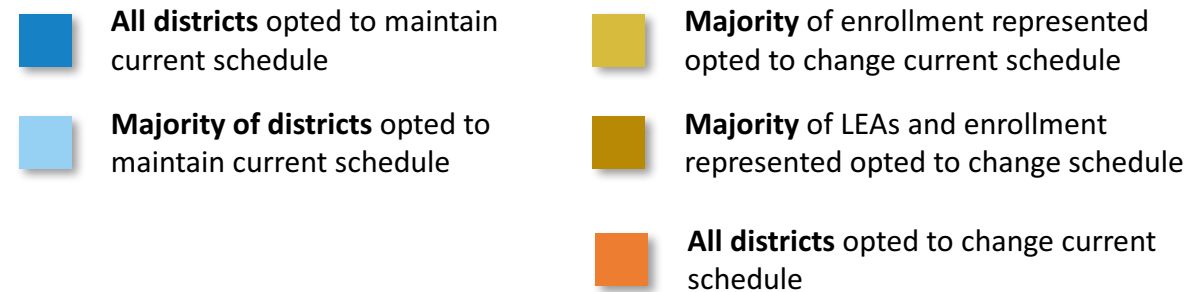 All districts opted to maintain
current schedule
Majority of districts opted to
maintain current schedule
Majority of enrollment represented
opted to change current schedule
Majority of LEAs and enrollment
represented opted to change schedule
All districts opted to change current
schedule